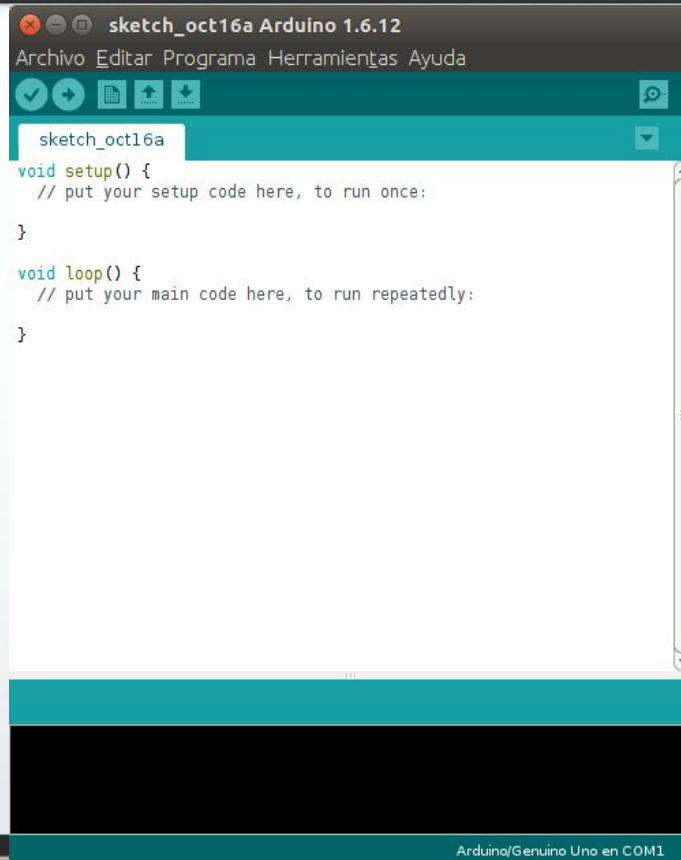 sketch_oct16a Arduino 1.6.12
Archivo Editar Programa Herramientas Ayuda
sketch_oct16a
void setup() {
  // put your setup code here, to run once:
}
void loop() {
  // put your main code here, to run repeatedly:
}
Arduino/Genuino Uno en COM1